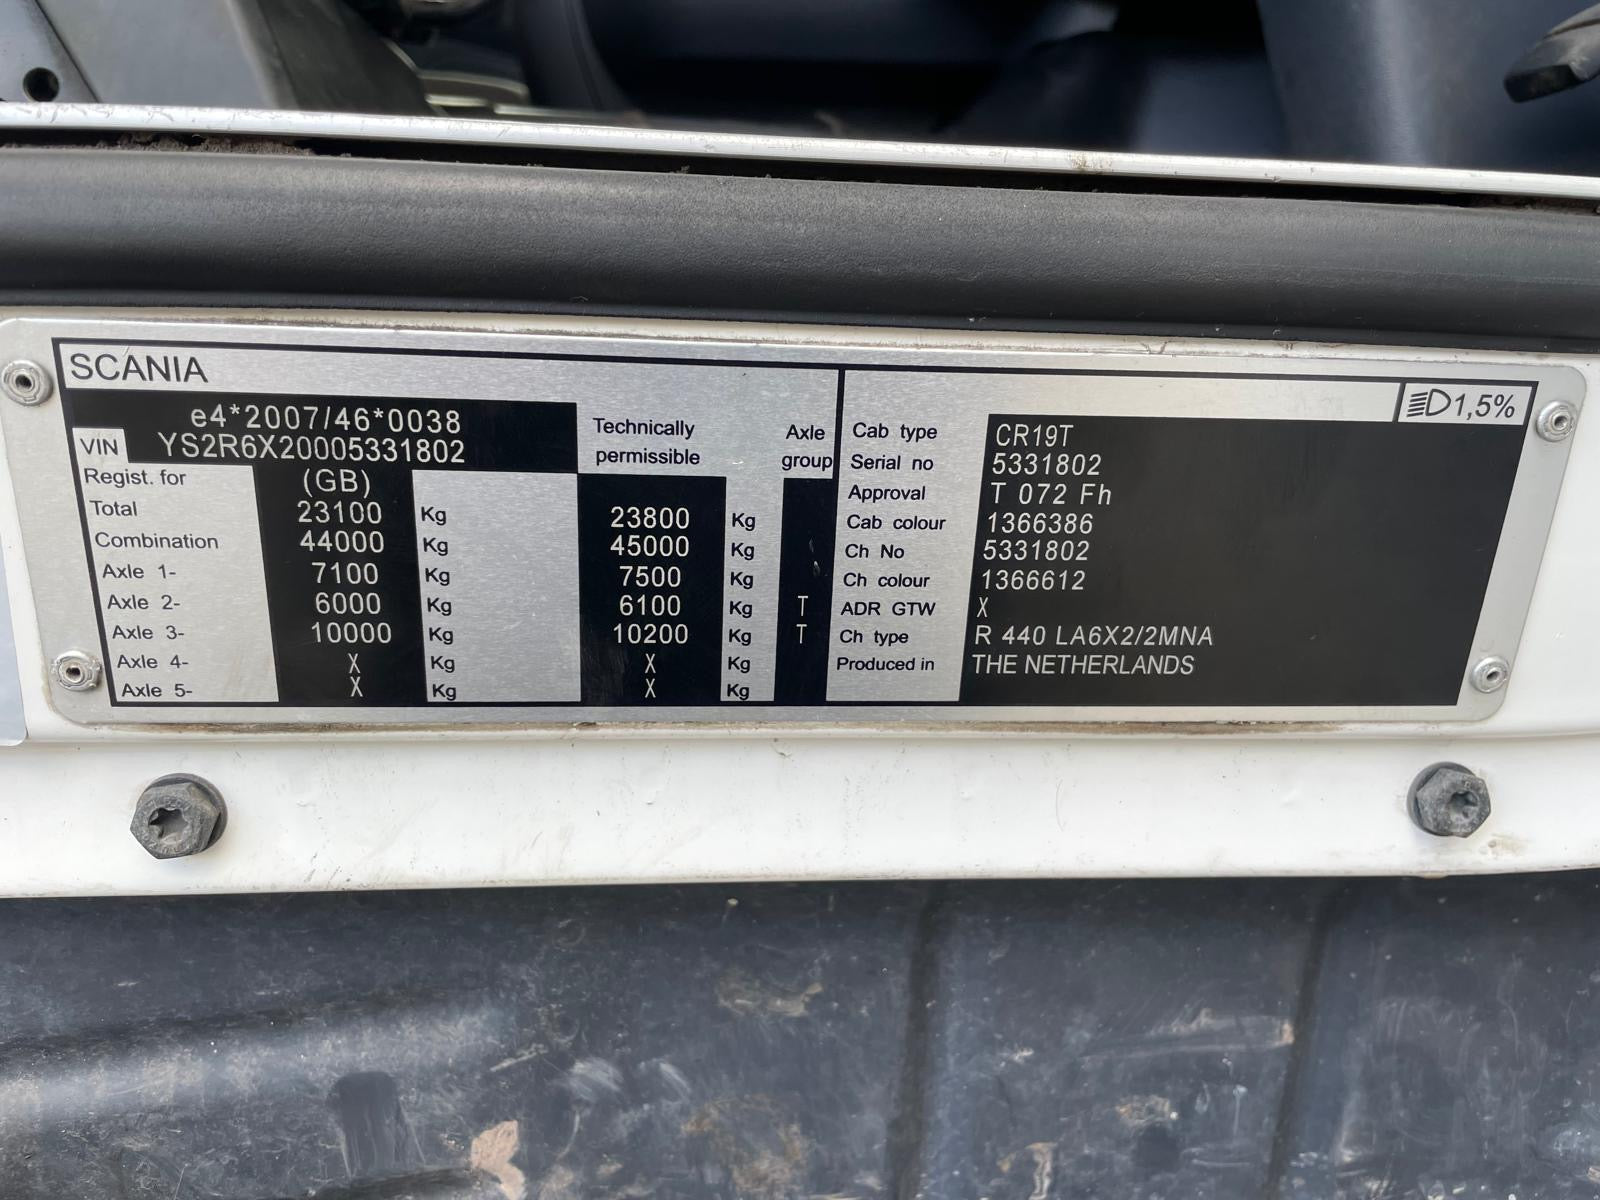 SCANIA
1,5%
e4*2007/46*0038
VIN YS2R6X20005331802
Technically permissible
Axle group
Regist. for (GB)
Total 23100 Kg 23800 Kg
Combination 44000 Kg 45000 Kg
Axle 1- 7100 Kg 7500 Kg
Axle 2- 6000 Kg 6100 Kg T
Axle 3- 10000 Kg 10200 Kg T
Axle 4- X Kg X Kg
Axle 5- X Kg X Kg
Cab type CR19T
Serial no 5331802
Approval T 072 Fh
Cab colour 1366386
Ch No 5331802
Ch colour 1366612
ADR GTW X
Ch type R 440 LA6X2/2MNA
Produced in THE NETHERLANDS